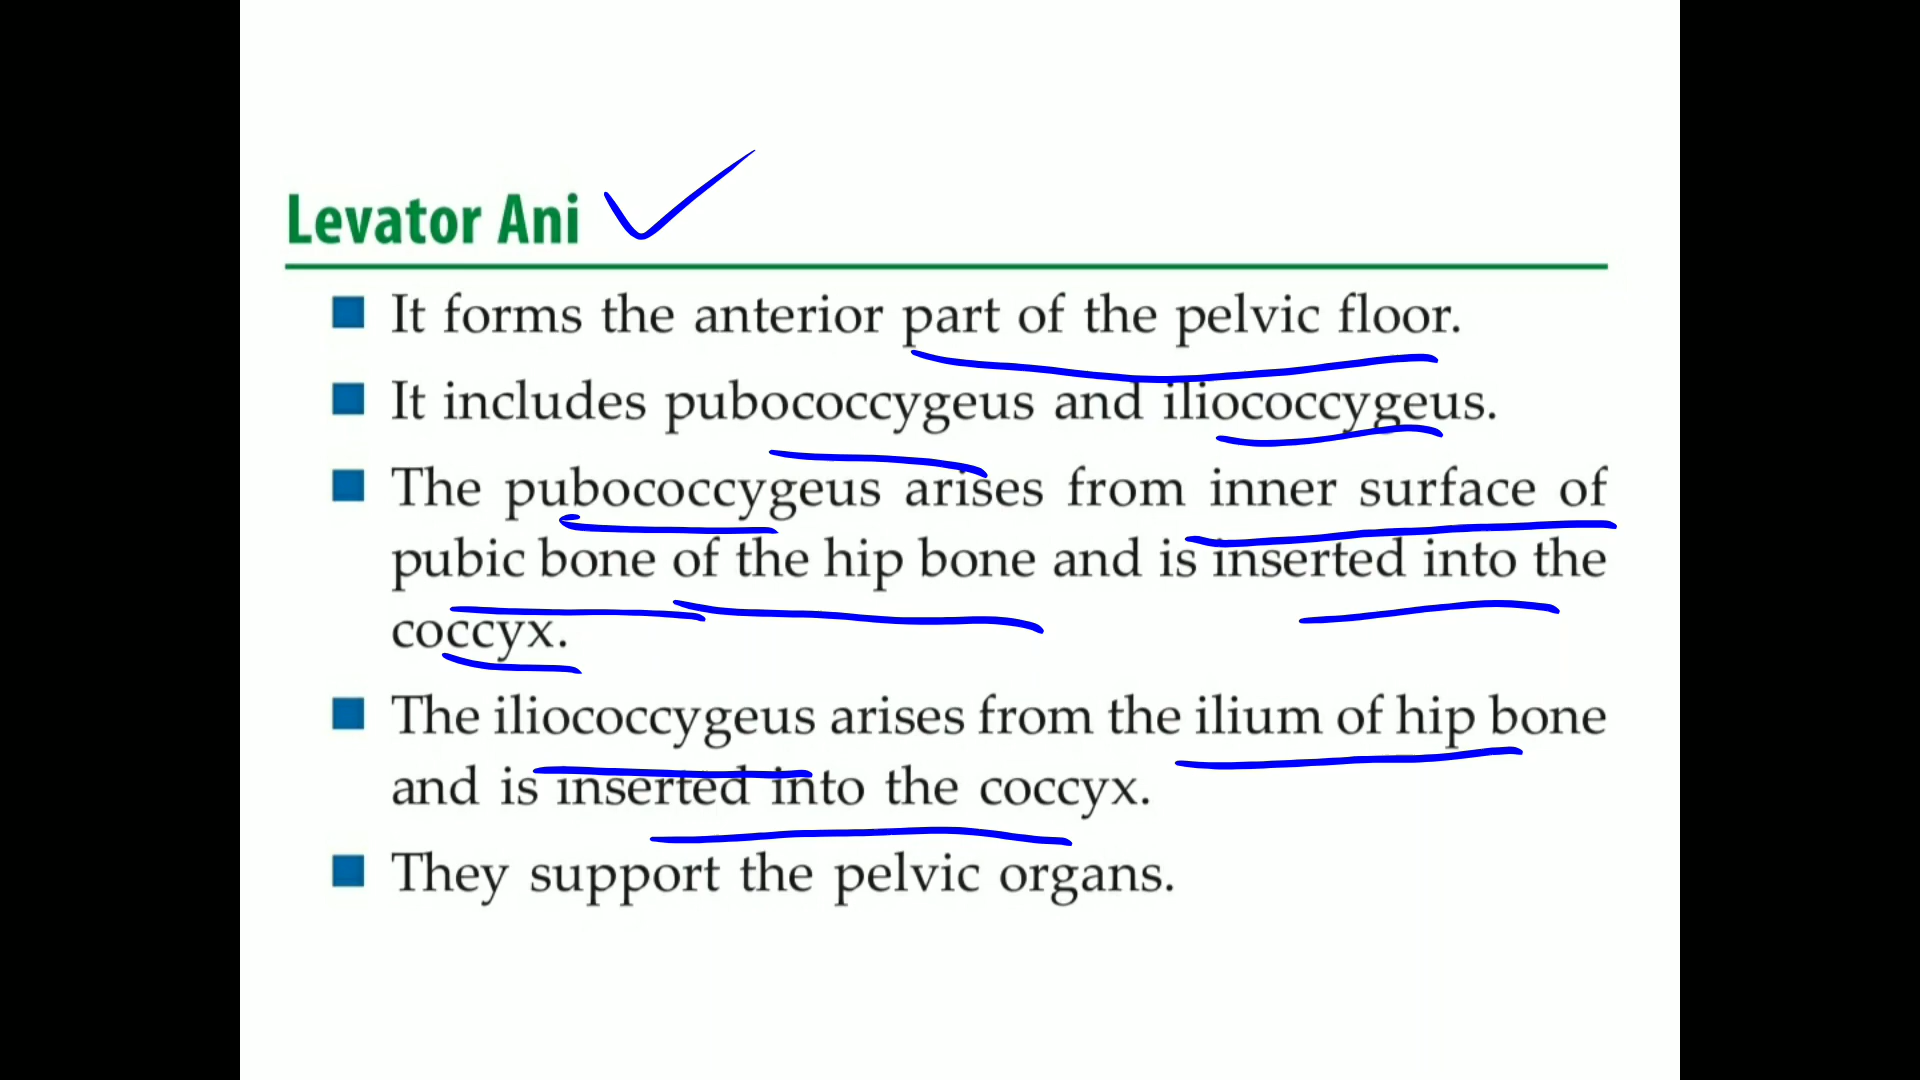 Levator Ani
It forms the anterior part of the pelvic floor.
It includes pubococcygeus and iliococcygeus.
The pubococcygeus arises from inner surface of
pubic bone of the hip bone and is inserted into the
coccyx.
The iliococcygeus arises from the ilium of hip bone
and is inserted into the coccyx.
They support the pelvic organs.